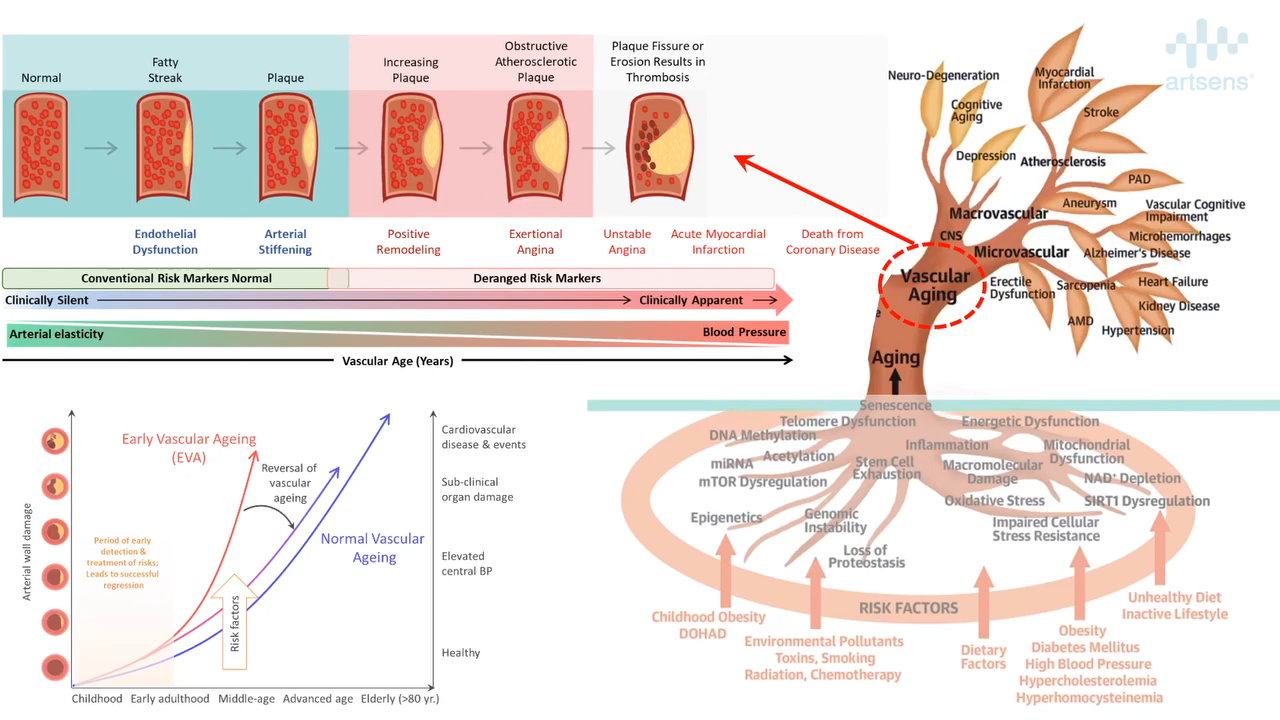 Normal
Fatty
Streak
Plaque
Increasing
Plaque
Obstructive
Atherosclerotic
Plaque
Plaque Fissure or
Erosion Results in
Thrombosis
Endothelial
Dysfunction
Arterial
Stiffening
Positive
Remodeling
Exertional
Angina
Unstable
Angina
Acute Myocardial
Infarction
Death from
Coronary Disease
Conventional Risk Markers Normal
Deranged Risk Markers
Clinically Silent
Clinically Apparent
Arterial elasticity
Blood Pressure
Vascular Age (Years)
artsens®
Neuro-Degeneration
Cognitive
Aging
Depression
Myocardial
Infarction
Stroke
Atherosclerosis
PAD
Aneurysm
Vascular Cognitive
Impairment
Microhemorrhages
Alzheimer's Disease
Macrovascular
CNS
Microvascular
Vascular
Aging
Erectile
Dysfunction
Sarcopenia
Heart Failure
Kidney Disease
AMD
Hypertension
e
Aging
Senescence
Telomere Dysfunction
Energetic Dysfunction
DNA Methylation
Inflammation
Mitochondrial
Dysfunction
miRNA
Acetylation
Stem Cell
Exhaustion
Macromolecular
Damage
mTOR Dysregulation
NAD+ Depletion
Oxidative Stress
SIRT1 Dysregulation
Epigenetics
Genomic
Instability
Impaired Cellular
Stress Resistance
Loss of
Proteostasis
RISK FACTORS
Childhood Obesity
DOHAD
Environmental Pollutants
Toxins, Smoking
Radiation, Chemotherapy
Dietary
Factors
Obesity
Diabetes Mellitus
High Blood Pressure
Hypercholesterolemia
Hyperhomocysteinemia
Unhealthy Diet
Inactive Lifestyle
Arterial wall damage
Early Vascular Ageing
(EVA)
Reversal of
vascular
ageing
Normal Vascular
Ageing
Period of early
detection &
treatment of risks;
Leads to successful
regression
Risk factors
Cardiovascular
disease & events
Sub-clinical
organ damage
Elevated
central BP
Healthy
Childhood
Early adulthood
Middle-age
Advanced age
Elderly (>80 yr.)